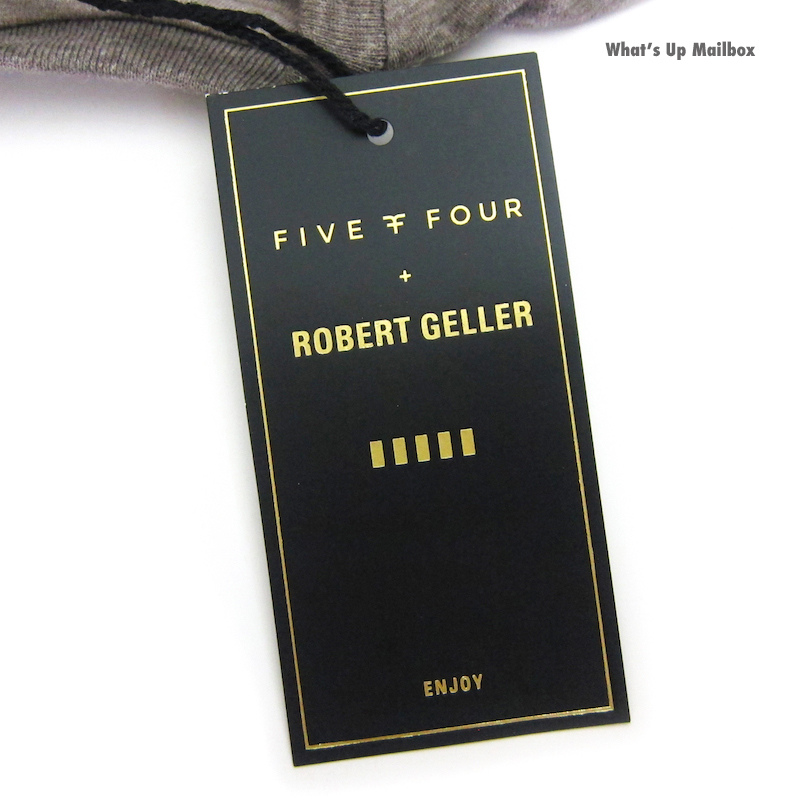 What's Up Mailbox
FIVE FOUR
+
ROBERT GELLER
ENJOY